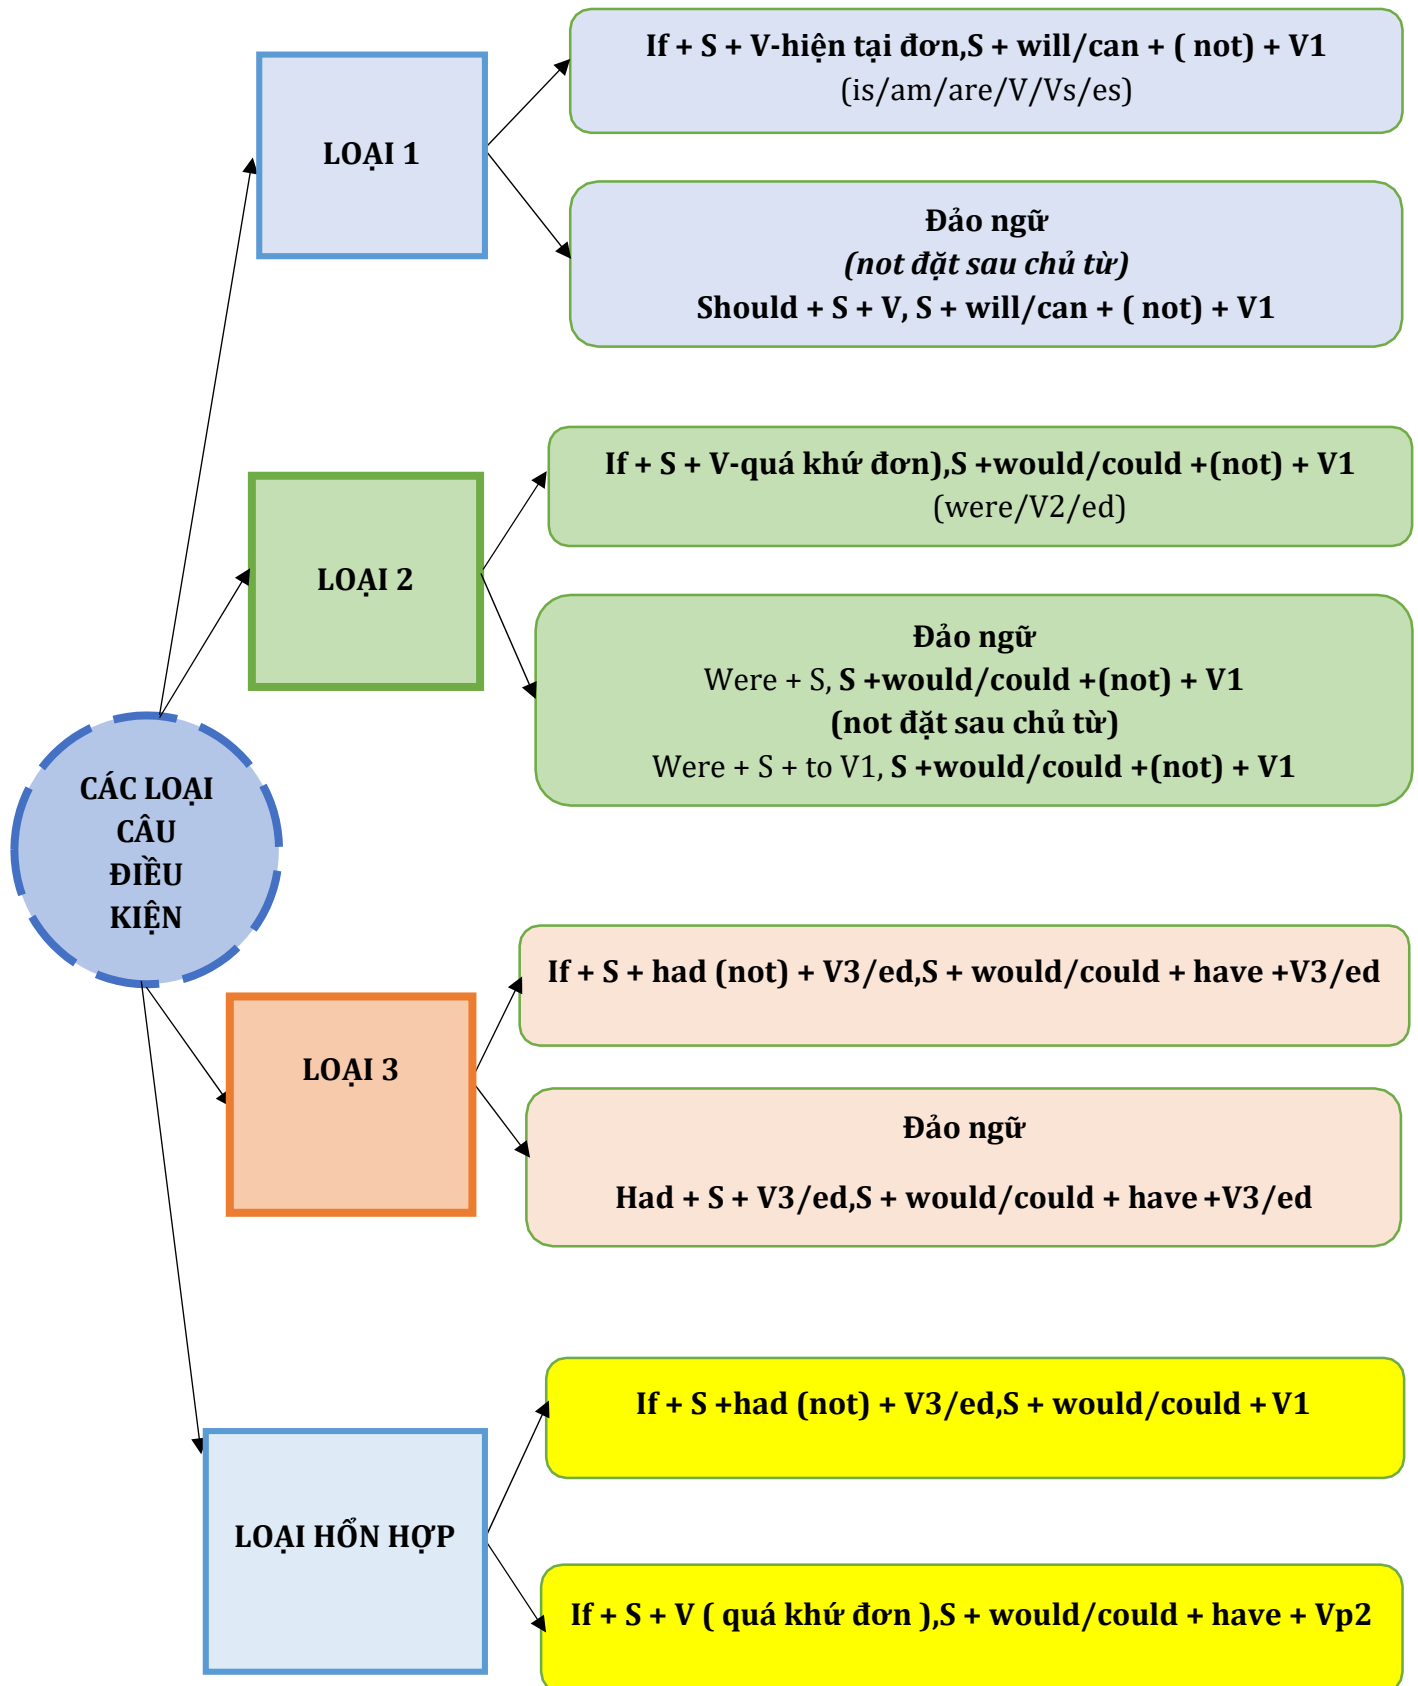 If + S + V-hiện tại đơn,S + will/can + ( not) + V1
(is/am/are/V/Vs/es)
LOẠI 1
Đảo ngữ
(not đặt sau chủ từ)
Should + S + V, S + will/can + ( not) + V1
If + S + V-quá khứ đơn),S +would/could +(not) + V1
(were/V2/ed)
LOẠI 2
Đảo ngữ
Were + S, S +would/could +(not) + V1
(not đặt sau chủ từ)
Were + S + to V1, S +would/could +(not) + V1
CÁC LOẠI
CÂU
ĐIỀU
KIỆN
If + S + had (not) + V3/ed,S + would/could + have +V3/ed
LOẠI 3
Đảo ngữ
Had + S + V3/ed,S + would/could + have +V3/ed
If + S +had (not) + V3/ed,S + would/could + V1
LOẠI HỔN HỢP
If + S + V ( quá khứ đơn ),S + would/could + have + Vp2